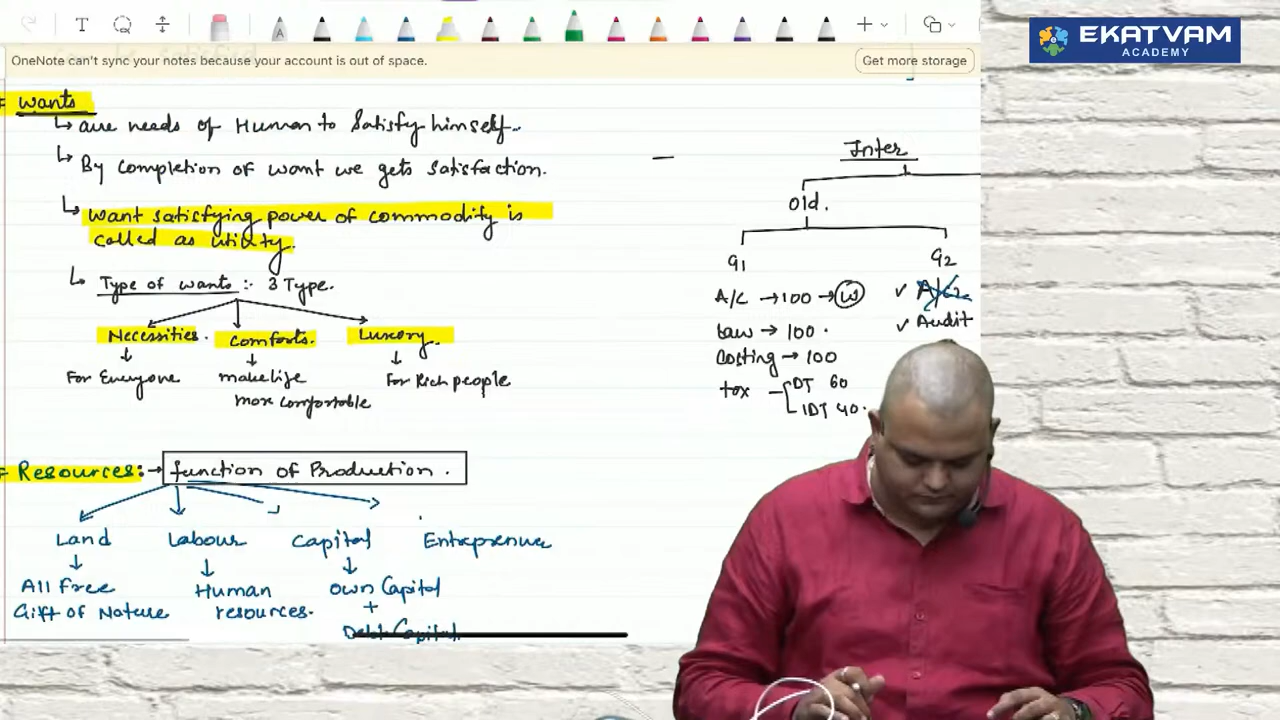 EKATVAM
ACADEMY
OneNote can't sync your notes because your account is out of space.
Get more storage
Wants
are needs of Human to Satisfy himself.
By completion of want we gets satisfaction.
Want satisfying power of commodity is
called as utility.
Type of wants :- 3 Type.
Necessities.
Comforts.
Luxury.
For Everyone
make life
more comfortable
For Rich people
Resources:→
function of Production.
Land
Labour
Capital
Entreprenur
All free
Gift of Nature
Human
resources.
Own Capital
+
Debt Capital
Inter
Old.
G1
G2
A/C → 100 → W
Law → 100.
Costing → 100
tax
DT 60
IDT 40.
✓
✓ Audit